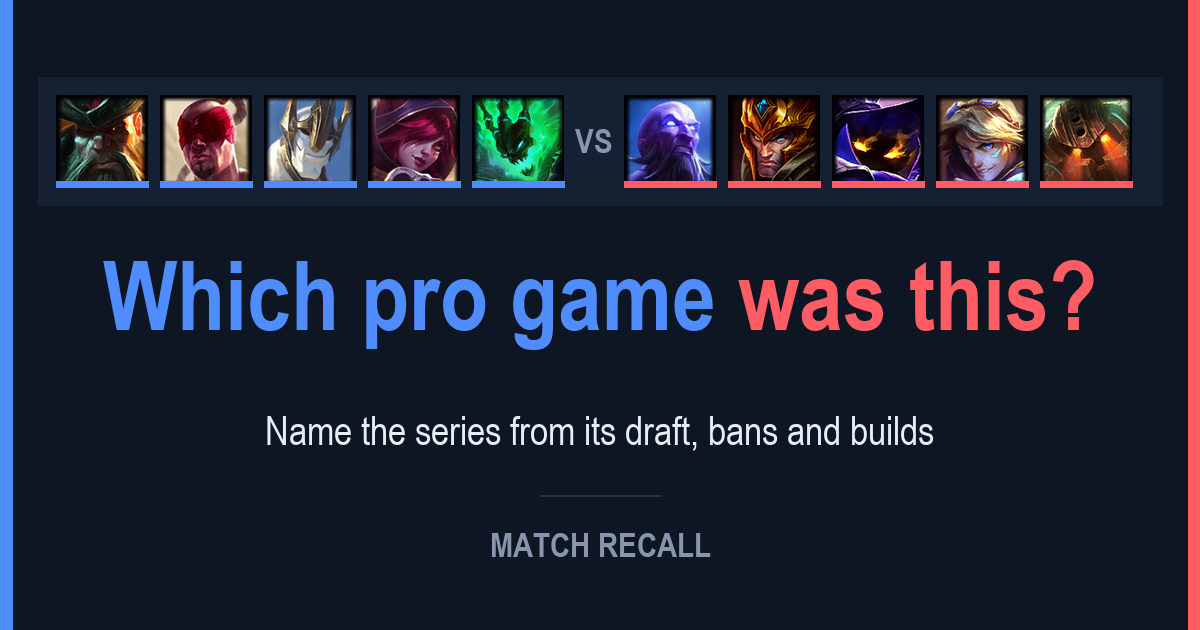 VS
Which pro game was this?
Name the series from its draft, bans and builds
MATCH RECALL